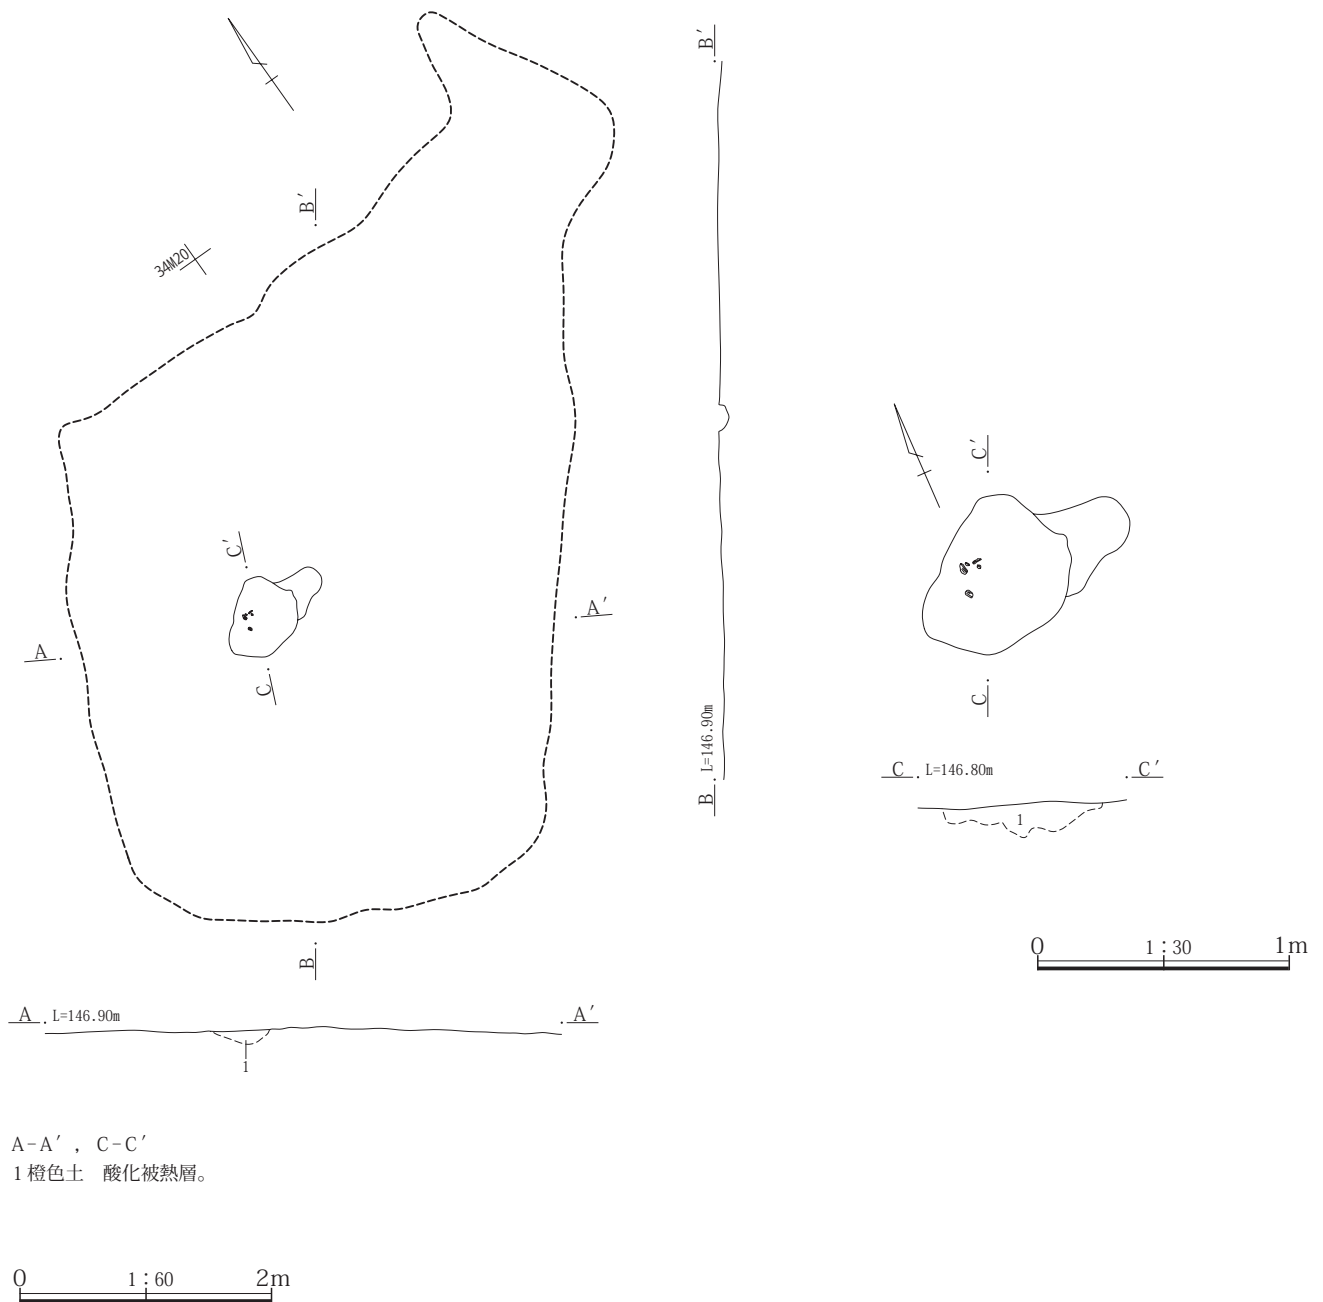 B′
B′
34M20
C′
C′
C′
A′
A
C
C
L=146.90m
B
C L=146.80m C′
1
0 1：30 1m
B
A L=146.90m A′
1
A−A′，C−C′
1 橙色土　酸化被熱層。
0 1：60 2m